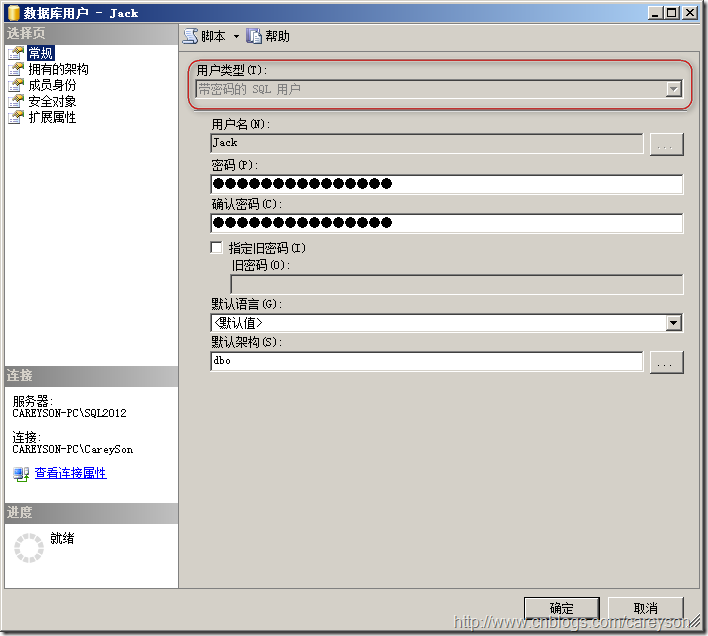 数据库用户 - Jack
选择页
常规
拥有的架构
成员身份
安全对象
扩展属性
脚本
帮助
用户类型(T):
带密码的 SQL 用户
用户名(N):
Jack
...
密码(P):
●●●●●●●●●●●●●●●
确认密码(C):
●●●●●●●●●●●●●●●
指定旧密码(I)
旧密码(O):
默认语言(G):
<默认值>
默认架构(S):
dbo
...
连接
服务器:
CAREYSON-PC\SQL2012
连接:
CAREYSON-PC\CareySon
查看连接属性
进度
就绪
确定
取消
http://www.cnblogs.com/careyson